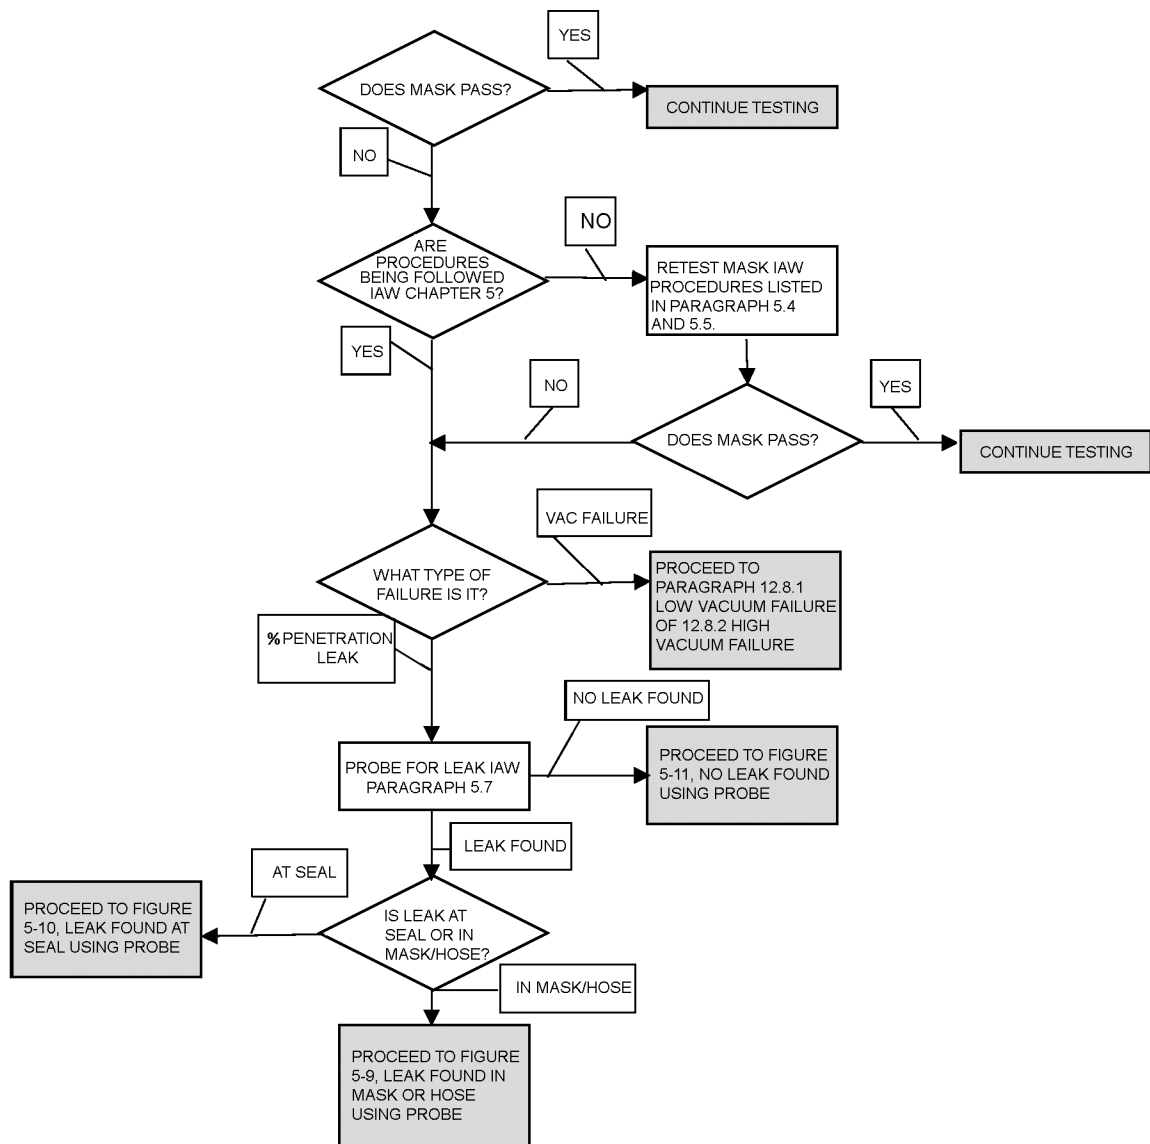 YES
DOES MASK PASS?
CONTINUE TESTING
NO
ARE
PROCEDURES
BEING FOLLOWED
IAW CHAPTER 5?
NO
RETEST MASK IAW
PROCEDURES LISTED
IN PARAGRAPH 5.4
AND 5.5.
YES
NO
YES
DOES MASK PASS?
CONTINUE TESTING
VAC FAILURE
WHAT TYPE OF
FAILURE IS IT?
PROCEED TO
PARAGRAPH 12.8.1
LOW VACUUM FAILURE
OF 12.8.2 HIGH
VACUUM FAILURE
%PENETRATION
LEAK
NO LEAK FOUND
PROBE FOR LEAK IAW
PARAGRAPH 5.7
PROCEED TO FIGURE
5-11, NO LEAK FOUND
USING PROBE
LEAK FOUND
AT SEAL
PROCEED TO FIGURE
5-10, LEAK FOUND AT
SEAL USING PROBE
IS LEAK AT
SEAL OR IN
MASK/HOSE?
IN MASK/HOSE
PROCEED TO FIGURE
5-9, LEAK FOUND IN
MASK OR HOSE
USING PROBE